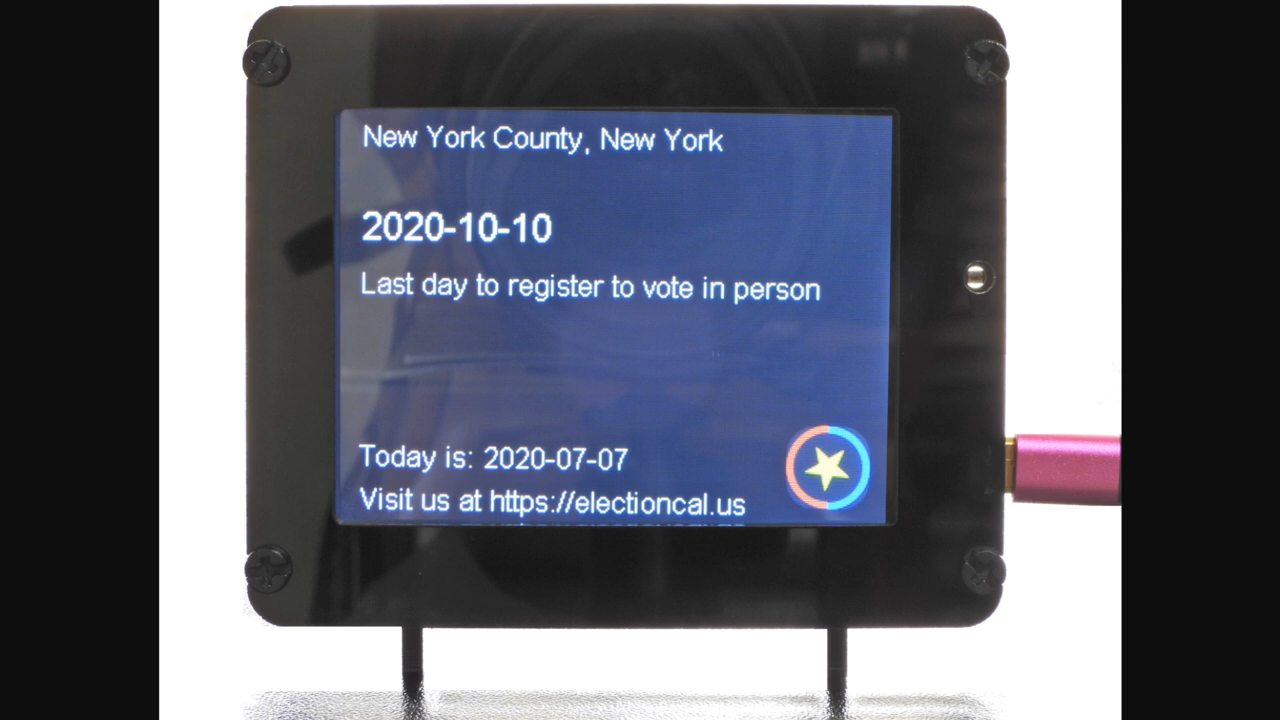 New York County, New York
2020-10-10
Last day to register to vote in person
Today is: 2020-07-07
Visit us at https://electioncal.us